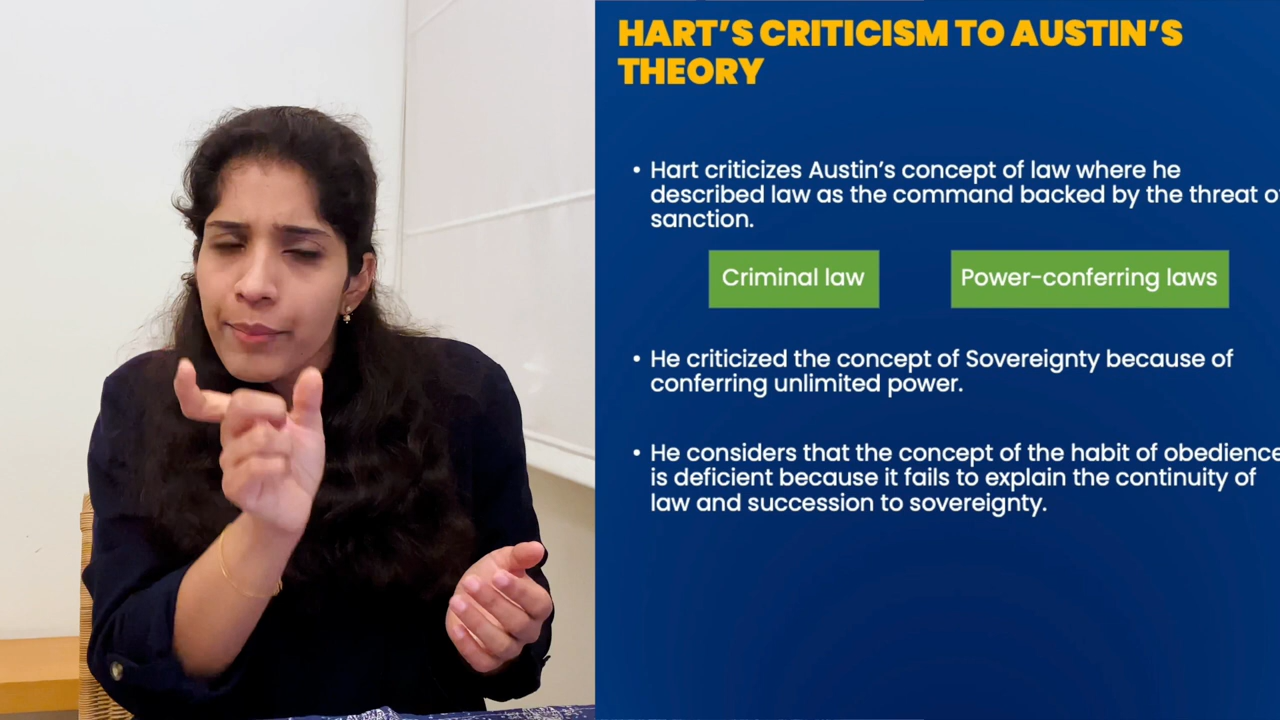 HART'S CRITICISM TO AUSTIN'S
THEORY
• Hart criticizes Austin's concept of law where he
described law as the command backed by the threat of
sanction.
Criminal law
Power-conferring laws
• He criticized the concept of Sovereignty because of
conferring unlimited power.
• He considers that the concept of the habit of obedience
is deficient because it fails to explain the continuity of
law and succession to sovereignty.